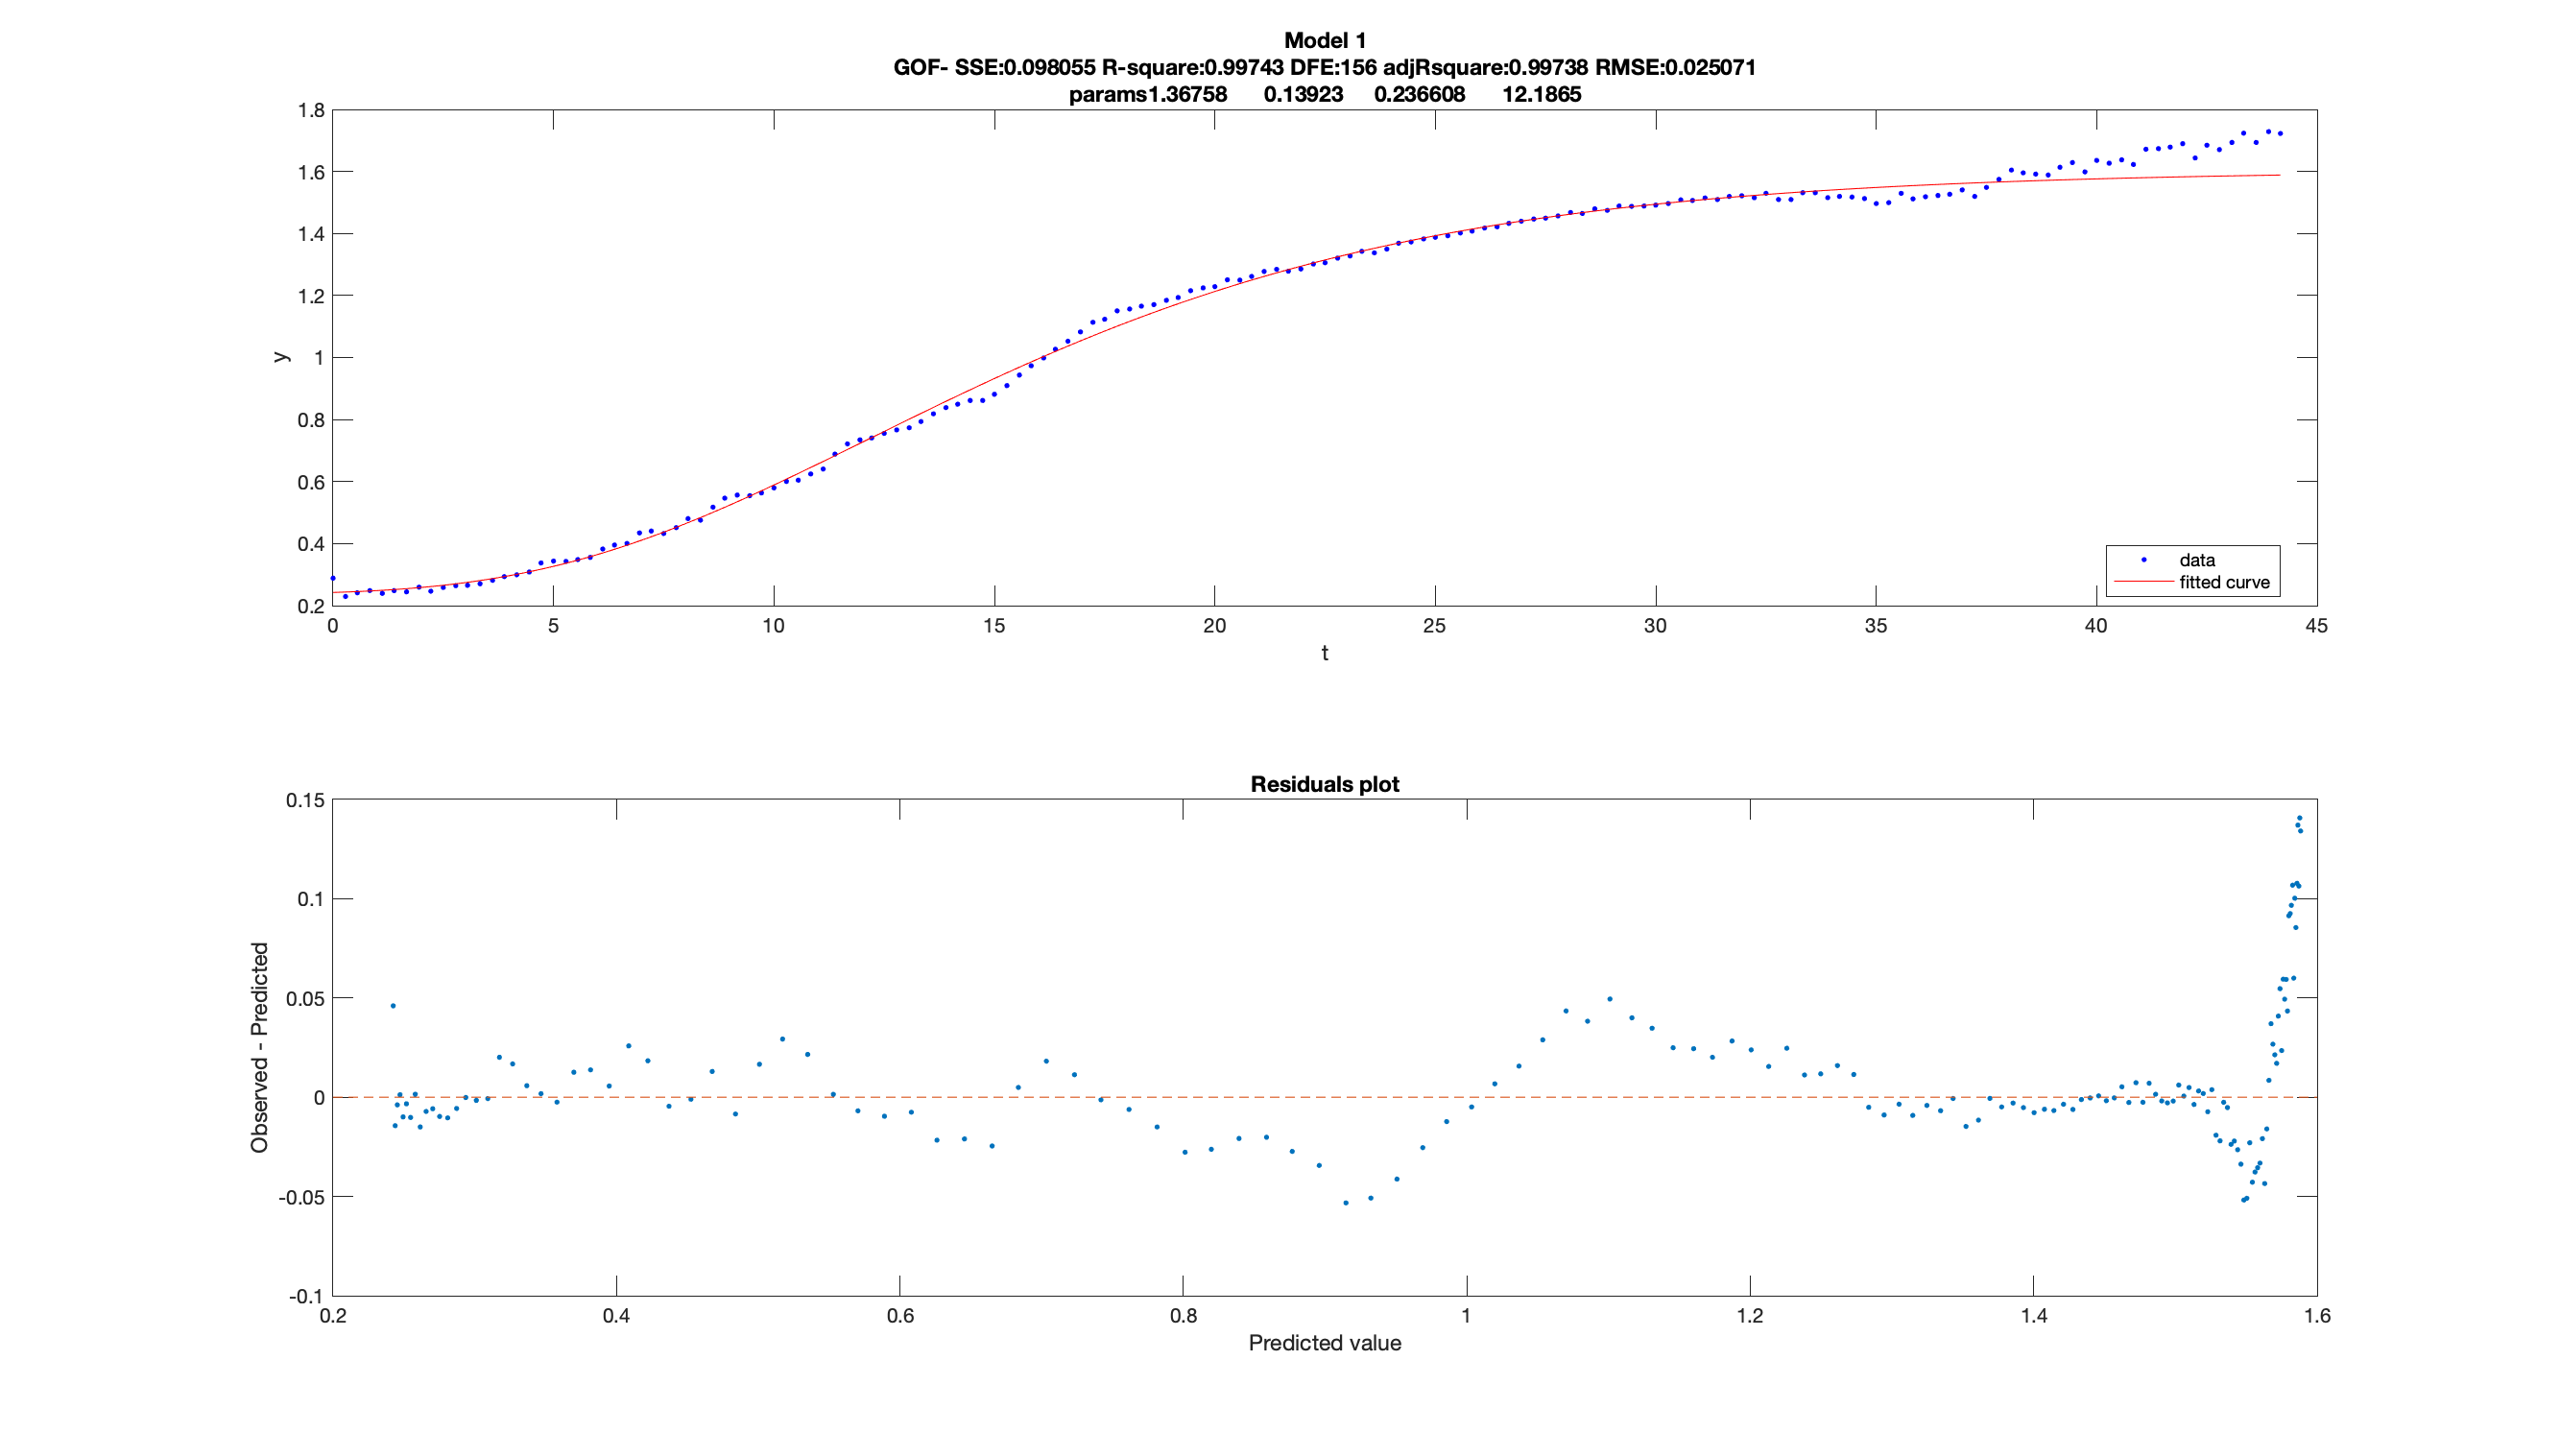 Model 1
GOF- SSE:0.098055 R-square:0.99743 DFE:156 adjRsquare:0.99738 RMSE:0.025071
params1.36758 0.13923 0.236608 12.1865
1.8
1.6
1.4
1.2
1
0.8
0.6
0.4
0.2
y
data
fitted curve
0 5 10 15 20 25 30 35 40 45
t
Residuals plot
0.15
0.1
0.05
0
-0.05
-0.1
Observed - Predicted
0.2 0.4 0.6 0.8 1 1.2 1.4 1.6
Predicted value